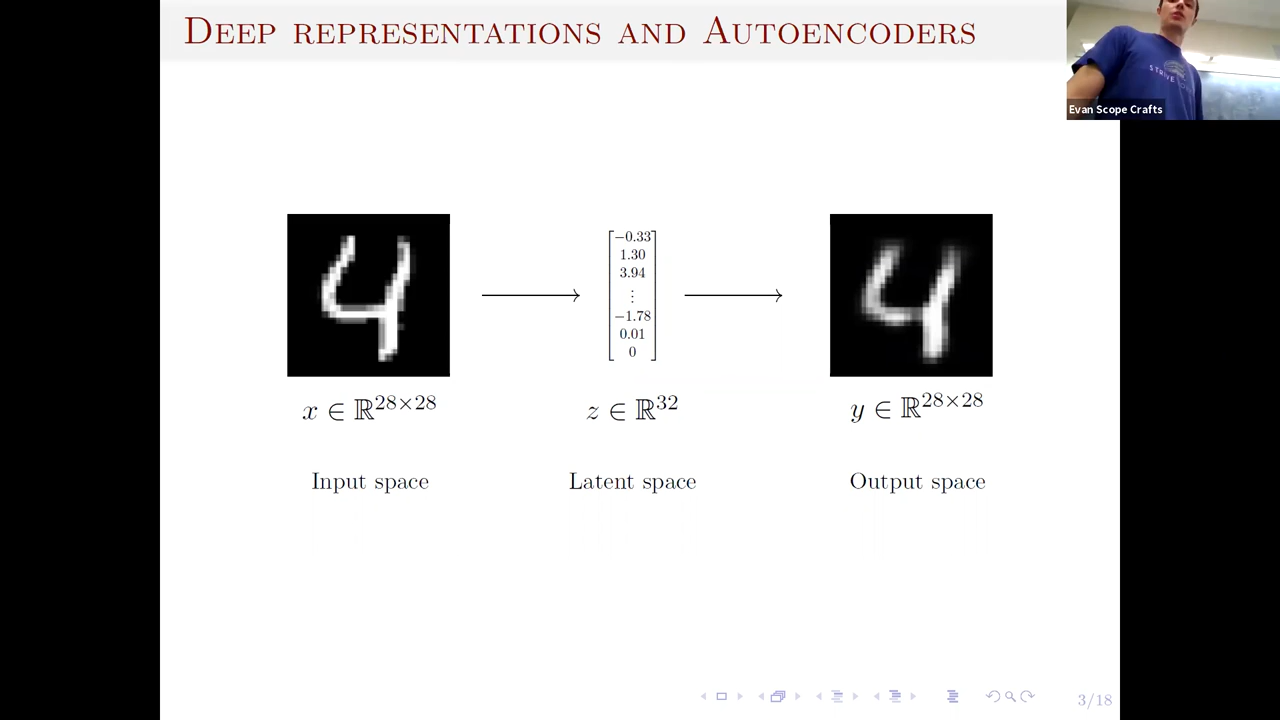 Deep representations and Autoencoders
Evan Scope Crafts
−0.33
1.30
3.94
⋮
−1.78
0.01
0
x ∈ ℝ^{28×28}
z ∈ ℝ^{32}
y ∈ ℝ^{28×28}
Input space
Latent space
Output space
3/18